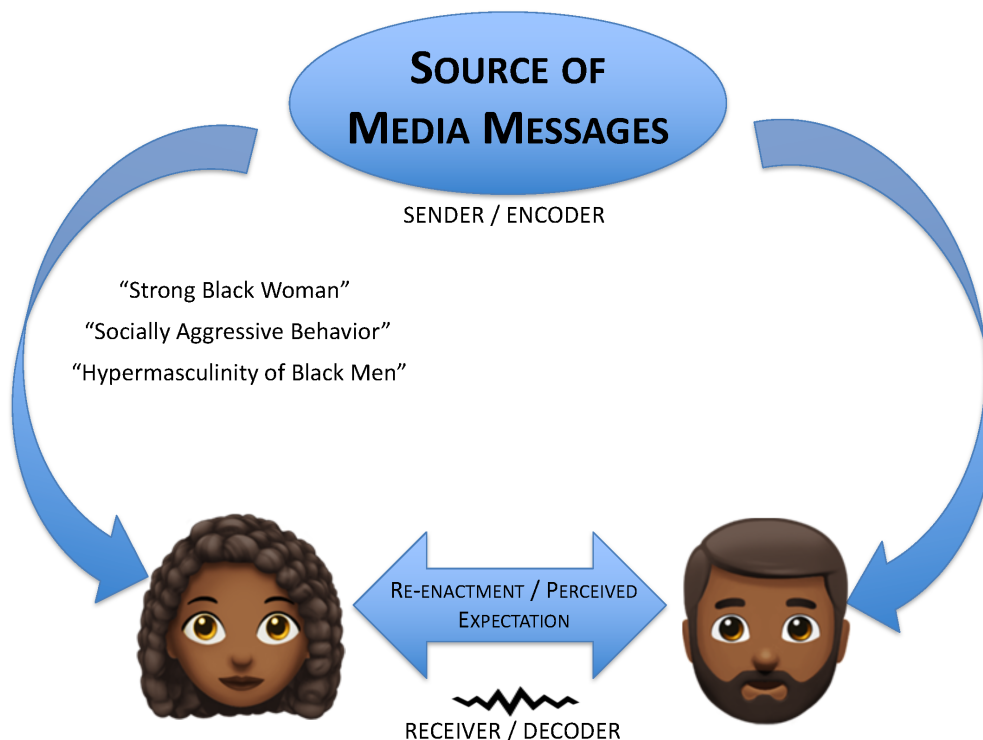 SOURCE OF
MEDIA MESSAGES
SENDER / ENCODER
“Strong Black Woman”
“Socially Aggressive Behavior”
“Hypermasculinity of Black Men”
RE-ENACTMENT / PERCEIVED
EXPECTATION
RECEIVER / DECODER